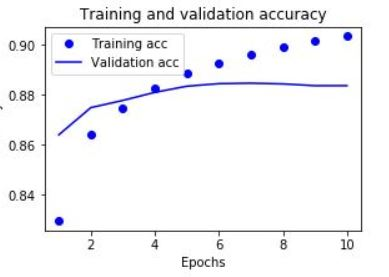 Training and validation accuracy
Training acc
Validation acc
0.90
0.88
0.86
0.84
2 4 6 8 10
Epochs